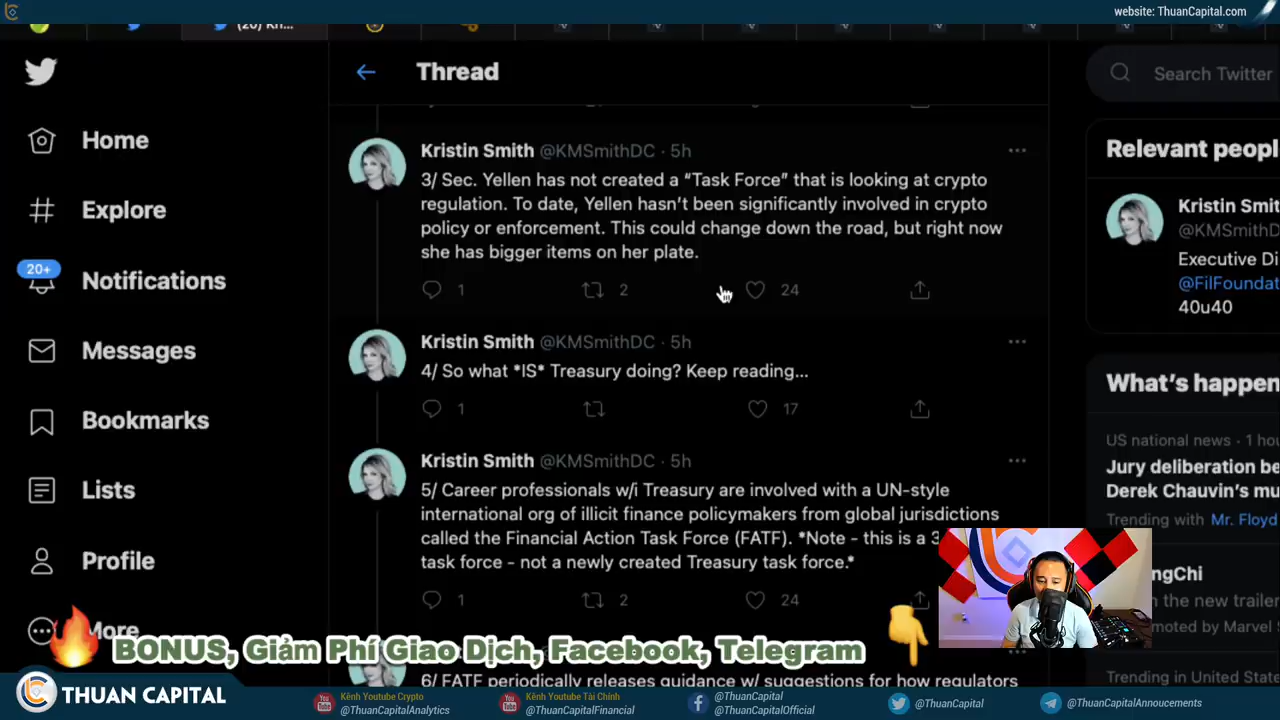 website: ThuanCapital.com
Thread
Search Twitter
Home
Explore
20+
Notifications
Messages
Bookmarks
Lists
Profile
More
Kristin Smith @KMSmithDC · 5h
3/ Sec. Yellen has not created a “Task Force” that is looking at crypto
regulation. To date, Yellen hasn’t been significantly involved in crypto
policy or enforcement. This could change down the road, but right now
she has bigger items on her plate.
1 2 24
Kristin Smith @KMSmithDC · 5h
4/ So what *IS* Treasury doing? Keep reading...
1 17
Kristin Smith @KMSmithDC · 5h
5/ Career professionals w/i Treasury are involved with a UN-style
international org of illicit finance policymakers from global jurisdictions
called the Financial Action Task Force (FATF). *Note - this is a 3
task force - not a newly created Treasury task force.*
1 2 24
6/ FATF periodically releases guidance w/ suggestions for how regulators
Relevant peopl
Kristin Smit
@KMSmithDC
Executive Di
@FilFoundat
40u40
What’s happen
US national news · 1 hou
Jury deliberation be
Derek Chauvin’s mu
Trending with Mr. Floyd
ngChi
n the new trailer
moted by Marvel S
Trending in United State
BONUS, Giảm Phí Giao Dịch, Facebook, Telegram
THUAN CAPITAL
Kênh Youtube Crypto
@ThuanCapitalAnalytics
Kênh Youtube Tài Chính
@ThuanCapitalFinancial
@ThuanCapital
@ThuanCapitalOfficial
@ThuanCapital
@ThuanCapitalAnnoucements